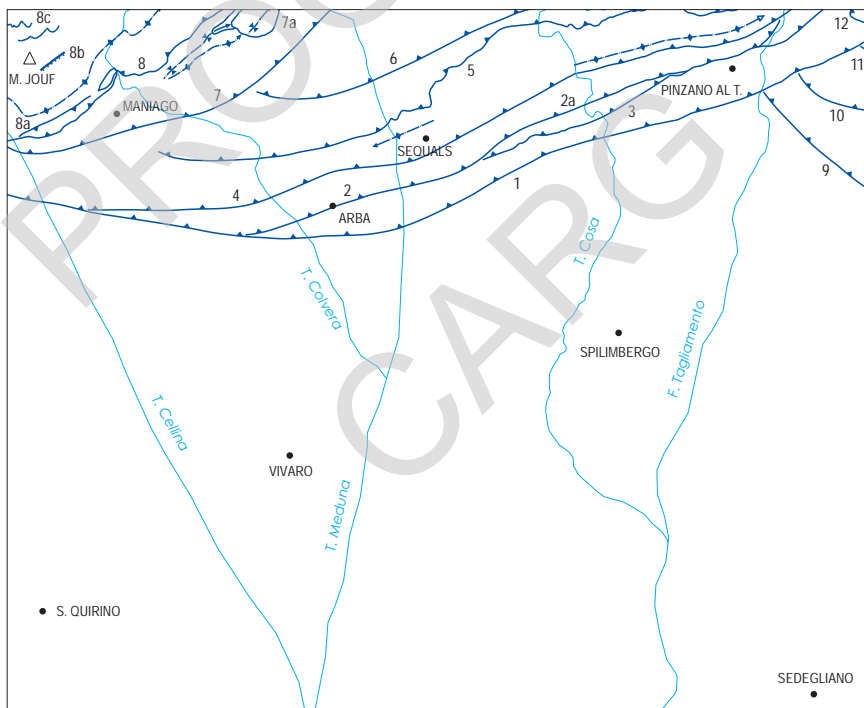 8c
7a
12
8b
8
6
5
11
M. JOUF
PINZANO AL T.
7
2a
MANIAGO
3
10
8a
SEQUALS
9
1
4
2
ARBA
T. Cosa
T. Colvera
F. Tagliamento
SPILIMBERGO
T. Cellina
VIVARO
T. Meduna
S. QUIRINO
SEDEGLIANO
CARG